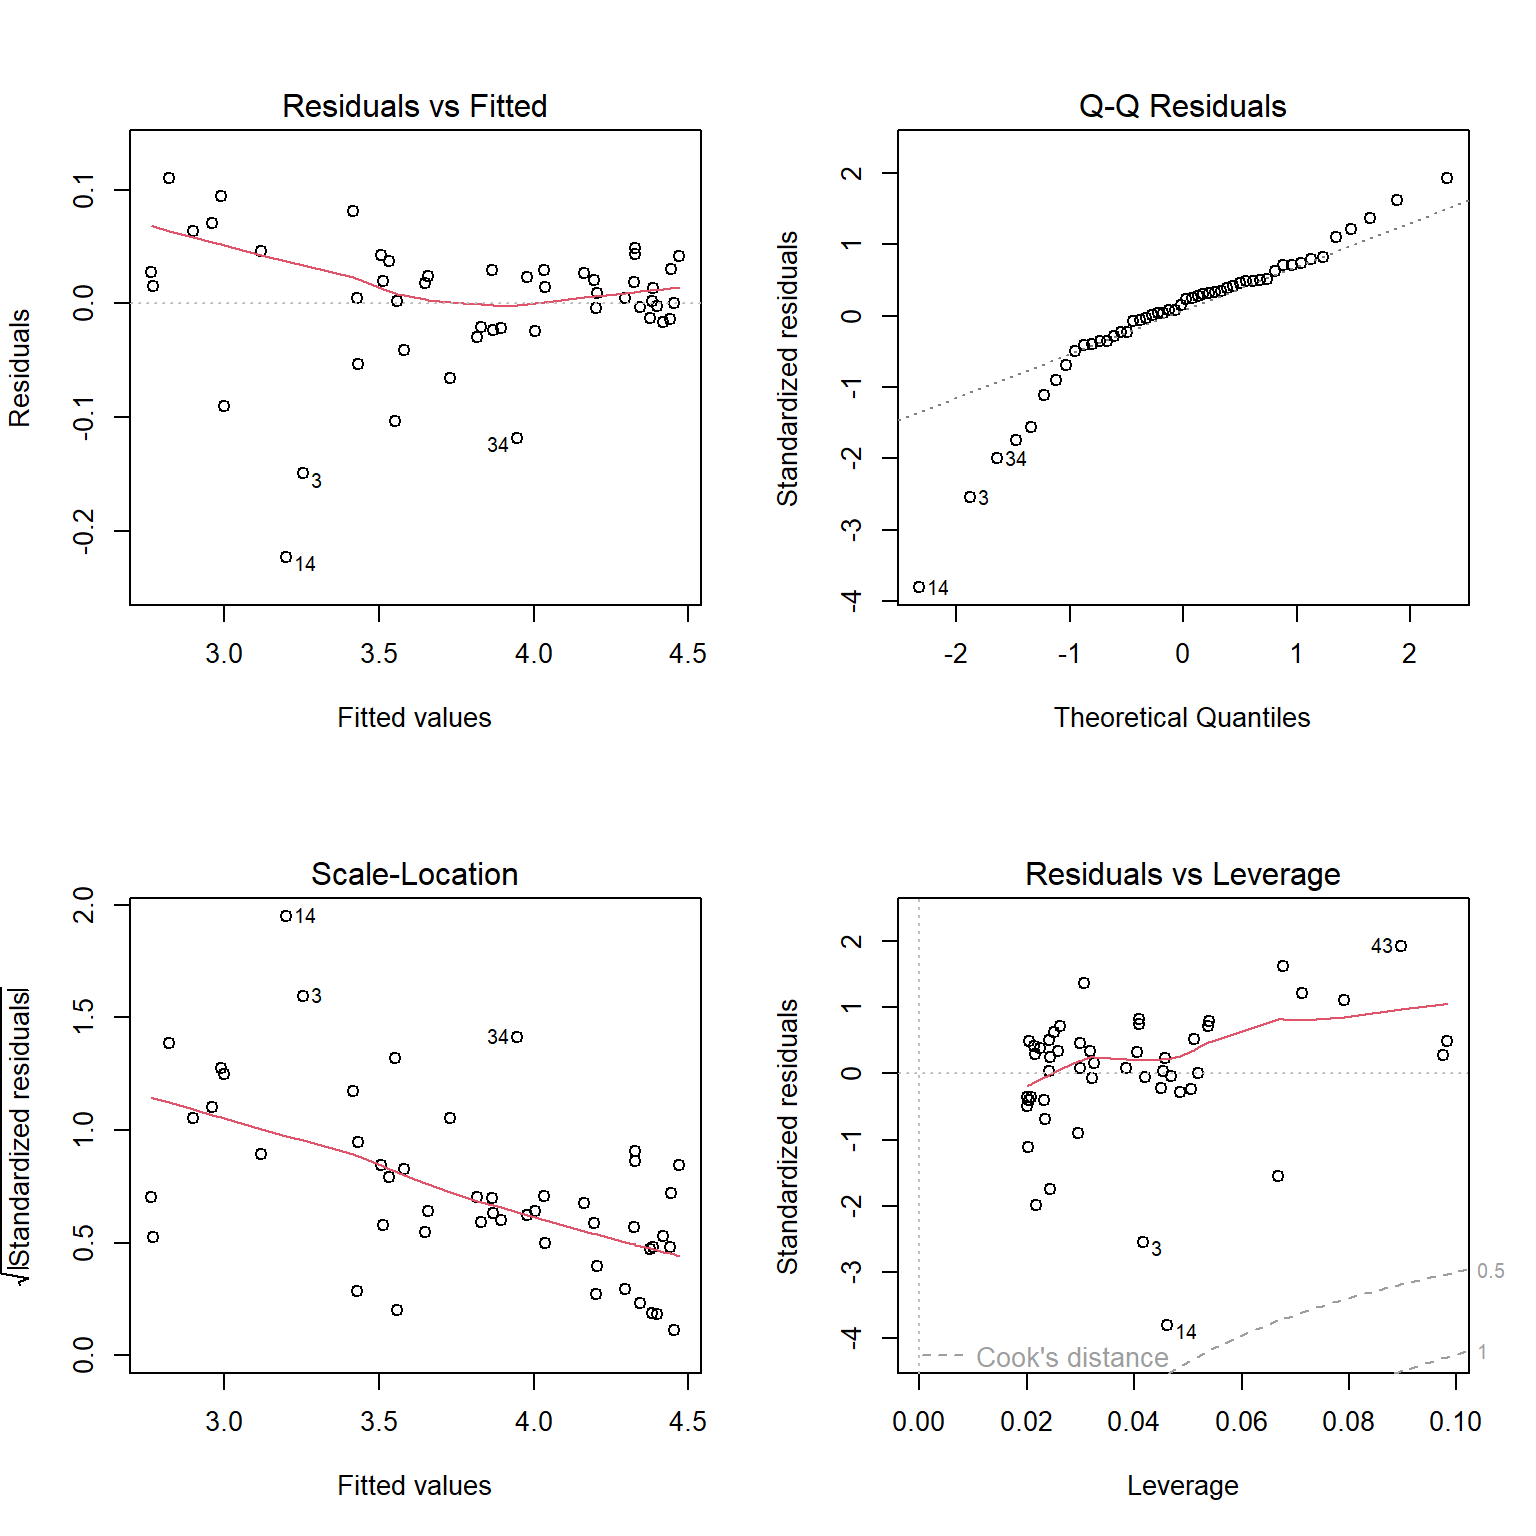 Residuals vs Fitted
Residuals
0.1
0.0
-0.1
-0.2
34
3
14
3.0 3.5 4.0 4.5
Fitted values
Q-Q Residuals
Standardized residuals
2
1
0
-1
-2
-3
-4
34
3
14
-2 -1 0 1 2
Theoretical Quantiles
Scale-Location
√|Standardized residuals|
2.0
1.5
1.0
0.5
0.0
14
3
34
3.0 3.5 4.0 4.5
Fitted values
Residuals vs Leverage
Standardized residuals
2
1
0
-1
-2
-3
-4
43
3
14
0.5
1
Cook's distance
0.00 0.02 0.04 0.06 0.08 0.10
Leverage